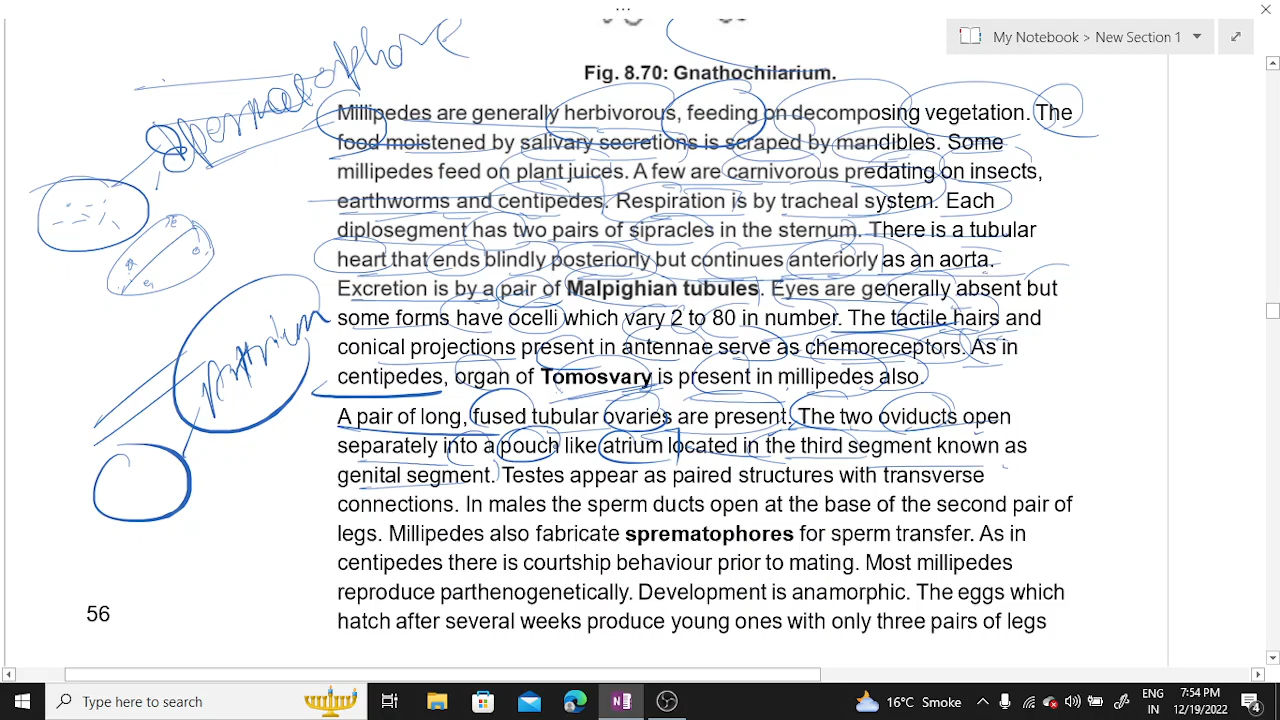 ...
My Notebook > New Section 1
Spermatophore
Fig. 8.70: Gnathochilarium.
Millipedes are generally herbivorous, feeding on decomposing vegetation. The
food moistened by salivary secretions is scraped by mandibles. Some
millipedes feed on plant juices. A few are carnivorous predating on insects,
earthworms and centipedes. Respiration is by tracheal system. Each
diplosegment has two pairs of sipracles in the sternum. There is a tubular
heart that ends blindly posteriorly but continues anteriorly as an aorta.
Excretion is by a pair of Malpighian tubules. Eyes are generally absent but
some forms have ocelli which vary 2 to 80 in number. The tactile hairs and
conical projections present in antennae serve as chemoreceptors. As in
centipedes, organ of Tomosvary is present in millipedes also.
A pair of long, fused tubular ovaries are present. The two oviducts open
separately into a pouch like atrium located in the third segment known as
genital segment. Testes appear as paired structures with transverse
connections. In males the sperm ducts open at the base of the second pair of
legs. Millipedes also fabricate sprematophores for sperm transfer. As in
centipedes there is courtship behaviour prior to mating. Most millipedes
reproduce parthenogenetically. Development is anamorphic. The eggs which
hatch after several weeks produce young ones with only three pairs of legs
56
Type here to search
16°C Smoke
ENG
IN
7:54 PM
12/19/2022
4